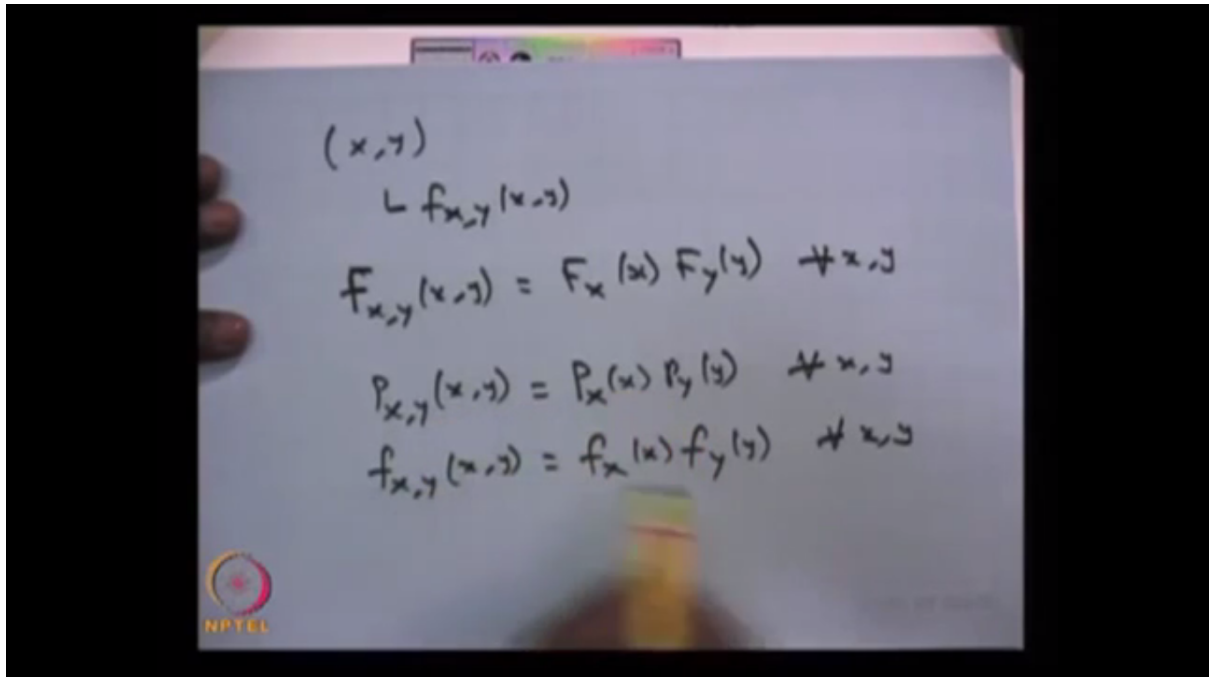 (x,y)
∟ f_{x,y}(x,y)
F_{x,y}(x,y) = F_x(x) F_y(y) ∀ x,y
P_{x,y}(x,y) = P_x(x) P_y(y) ∀ x,y
f_{x,y}(x,y) = f_x(x) f_y(y) ∀ x,y
NPTEL